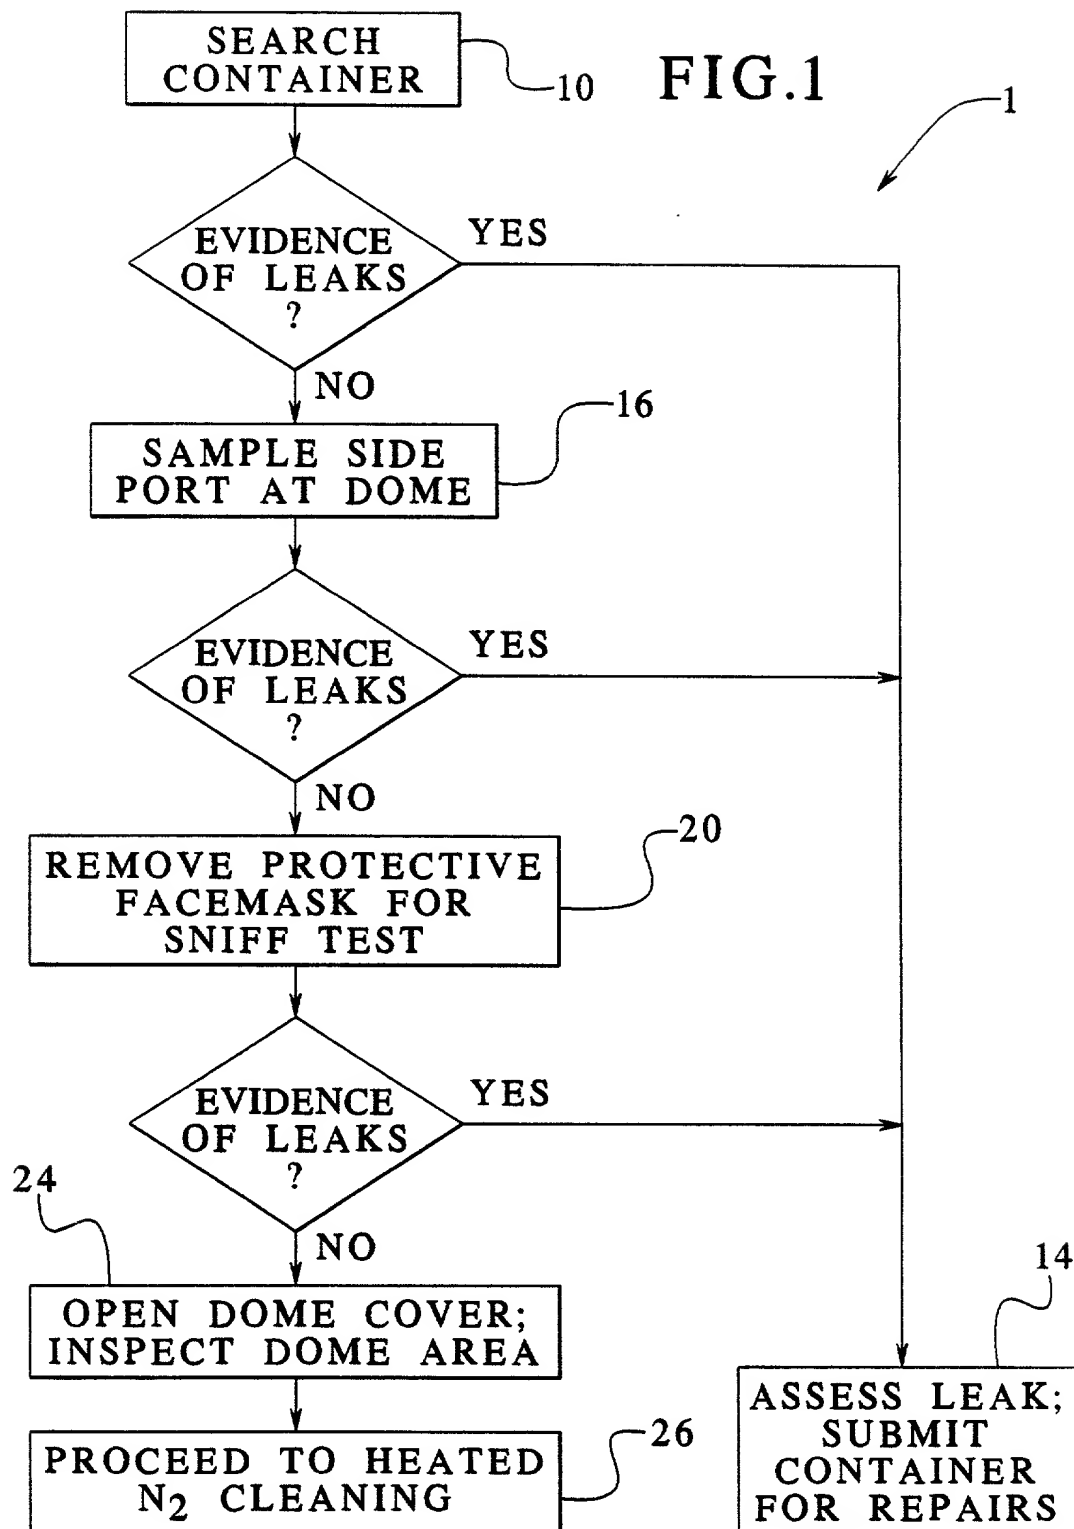 SEARCH
CONTAINER
10
FIG.1
1
EVIDENCE
OF LEAKS
?
YES
NO
16
SAMPLE SIDE
PORT AT DOME
EVIDENCE
OF LEAKS
?
YES
NO
20
REMOVE PROTECTIVE
FACEMASK FOR
SNIFF TEST
EVIDENCE
OF LEAKS
?
YES
NO
24
OPEN DOME COVER;
INSPECT DOME AREA
14
ASSESS LEAK;
SUBMIT
CONTAINER
FOR REPAIRS
26
PROCEED TO HEATED
N₂ CLEANING